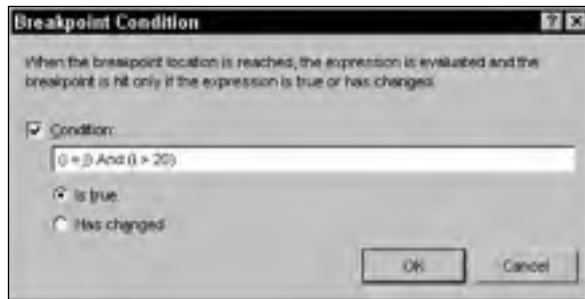 Breakpoint Condition
When the breakpoint location is reached, the expression is evaluated and the
breakpoint is hit only if the expression is true or has changed.
Condition:
(i = j) And (i > 20)
Is true
Has changed
OK
Cancel